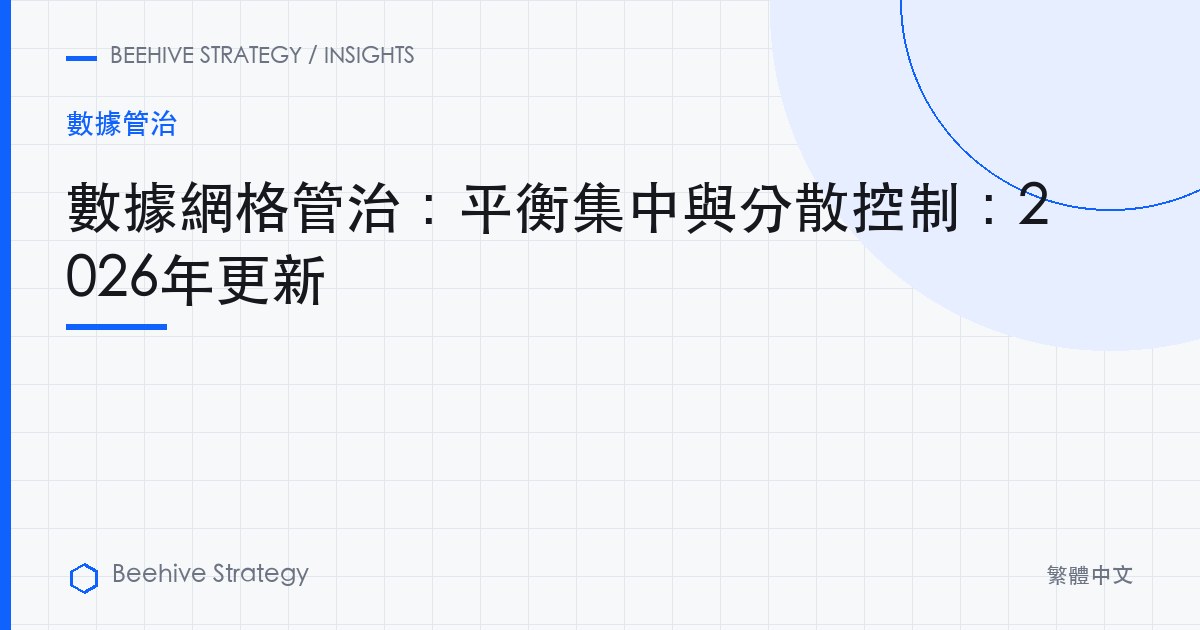 BEEHIVE STRATEGY / INSIGHTS
數據管治
數據網格管治：平衡集中與分散控制：2
026年更新
Beehive Strategy
繁體中文